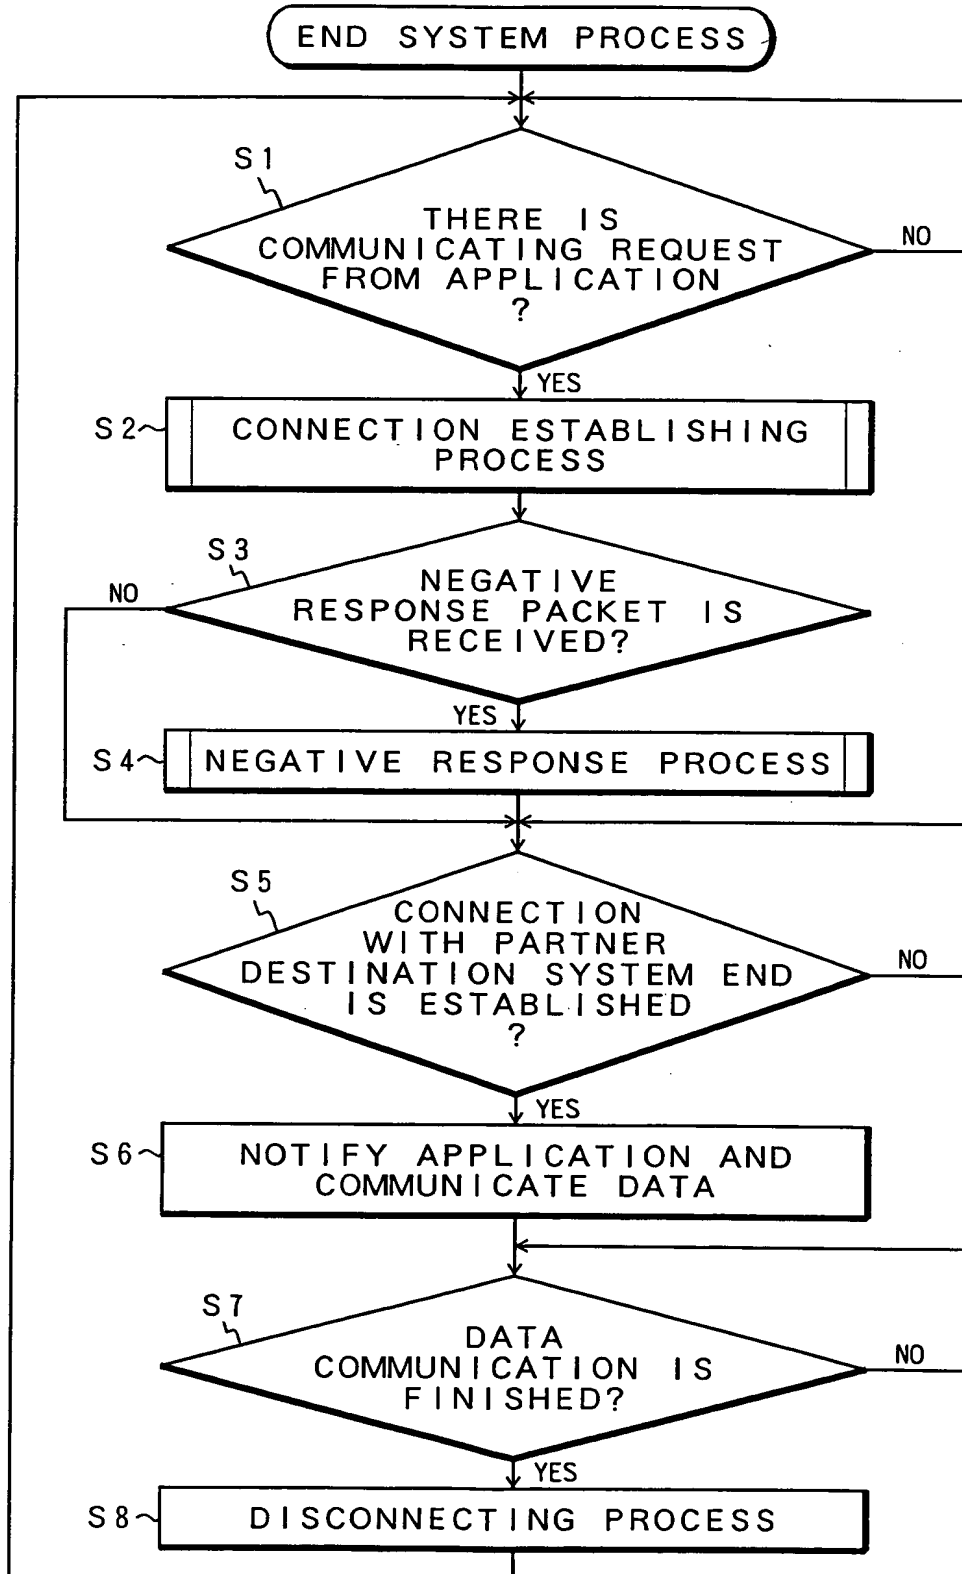 END SYSTEM PROCESS
S1
THERE IS
COMMUNICATING REQUEST
FROM APPLICATION
?
NO
YES
S2
CONNECTION ESTABLISHING
PROCESS
S3
NEGATIVE
RESPONSE PACKET IS
RECEIVED?
NO
YES
S4
NEGATIVE RESPONSE PROCESS
S5
CONNECTION
WITH PARTNER
DESTINATION SYSTEM END
IS ESTABLISHED
?
NO
YES
S6
NOTIFY APPLICATION AND
COMMUNICATE DATA
S7
DATA
COMMUNICATION IS
FINISHED?
NO
YES
S8
DISCONNECTING PROCESS